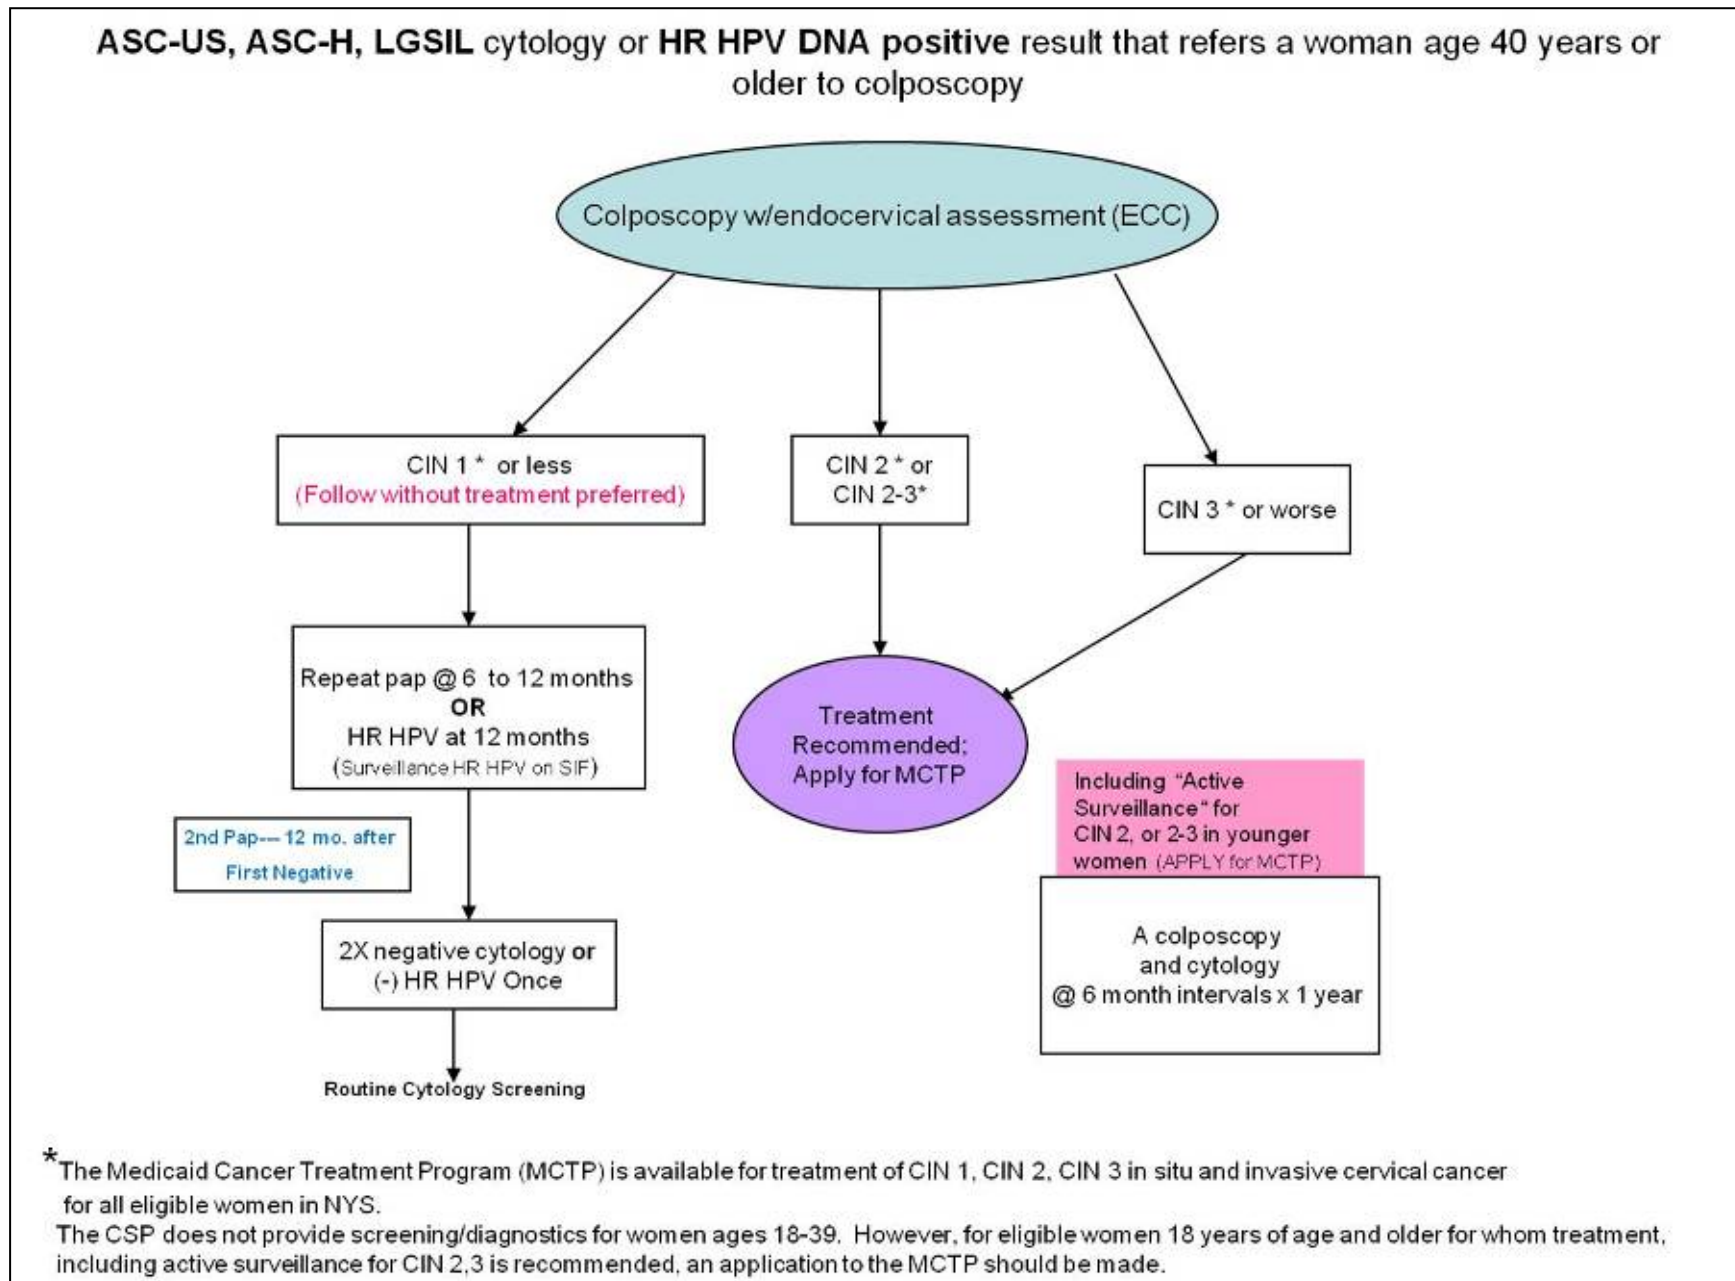 ASC-US, ASC-H, LGSIL cytology or HR HPV DNA positive result that refers a woman age 40 years or
older to colposcopy
Colposcopy w/endocervical assessment (ECC)
CIN 1 * or less
(Follow without treatment preferred)
CIN 2 * or
CIN 2-3*
CIN 3 * or worse
Repeat pap @ 6 to 12 months
OR
HR HPV at 12 months
(Surveillance HR HPV on SIF)
Treatment
Recommended;
Apply for MCTP
Including "Active
Surveillance" for
CIN 2, or 2-3 in younger
women (APPLY for MCTP)
2nd Pap--- 12 mo. after
First Negative
A colposcopy
and cytology
@ 6 month intervals x 1 year
2X negative cytology or
(-) HR HPV Once
Routine Cytology Screening
*The Medicaid Cancer Treatment Program (MCTP) is available for treatment of CIN 1, CIN 2, CIN 3 in situ and invasive cervical cancer
for all eligible women in NYS.
The CSP does not provide screening/diagnostics for women ages 18-39. However, for eligible women 18 years of age and older for whom treatment,
including active surveillance for CIN 2,3 is recommended, an application to the MCTP should be made.